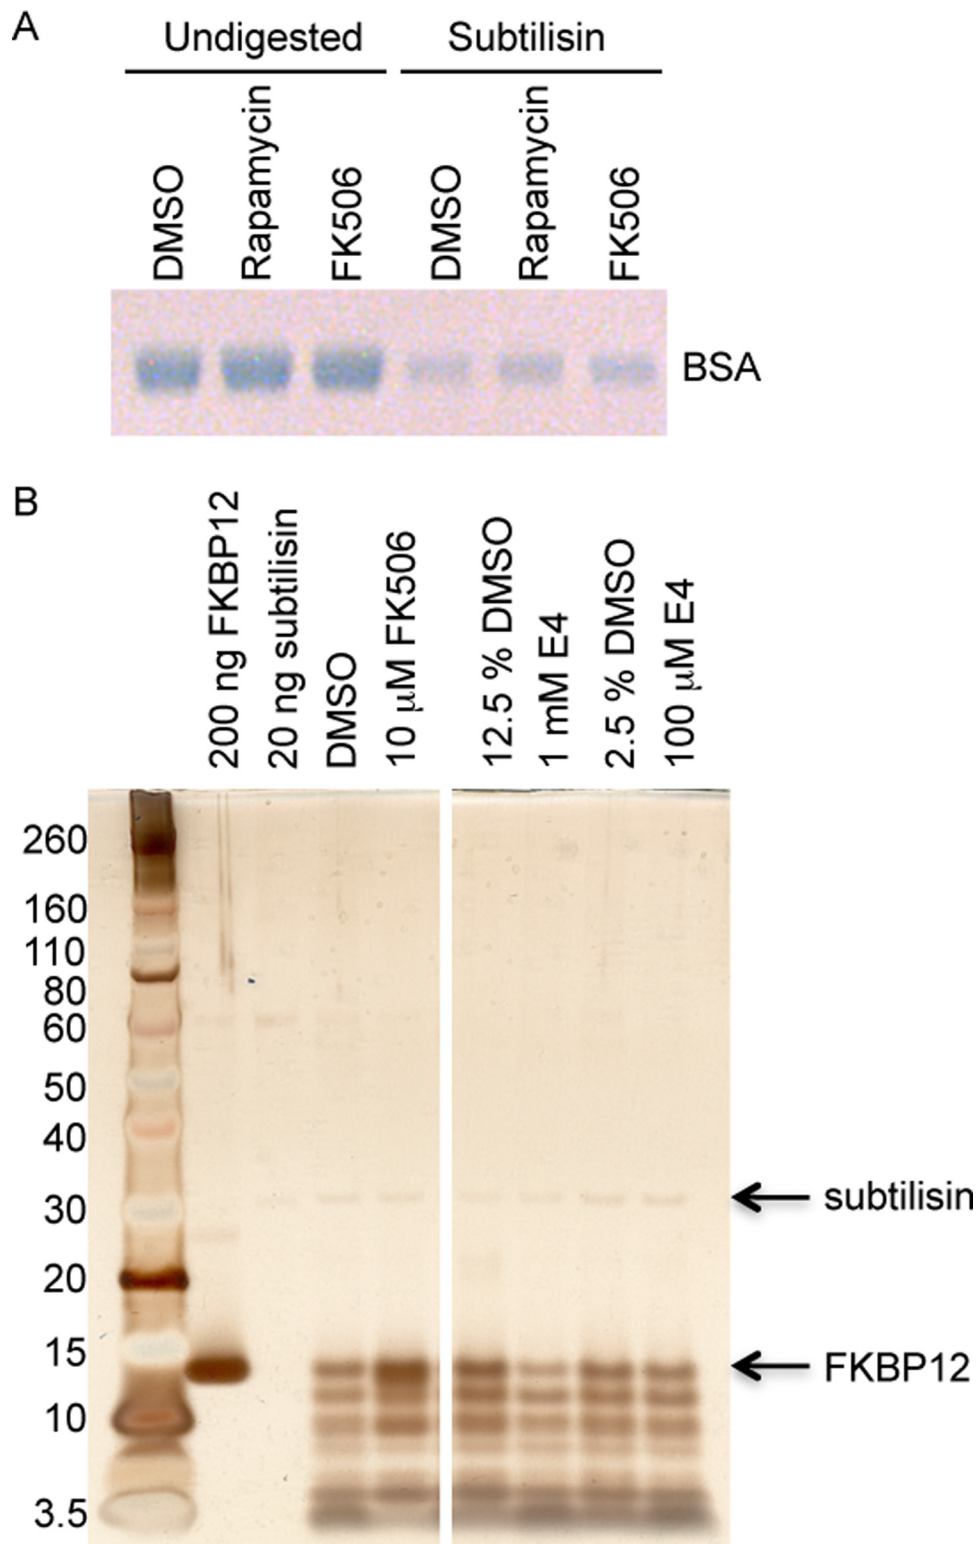 A
Undigested Subtilisin
DMSO Rapamycin FK506 DMSO Rapamycin FK506
BSA
B
200 ng FKBP12 20 ng subtilisin DMSO 10 µM FK506 12.5 % DMSO 1 mM E4 2.5 % DMSO 100 µM E4
260
160
110
80
60
50
40
30 subtilisin
20
15 FKBP12
10
3.5